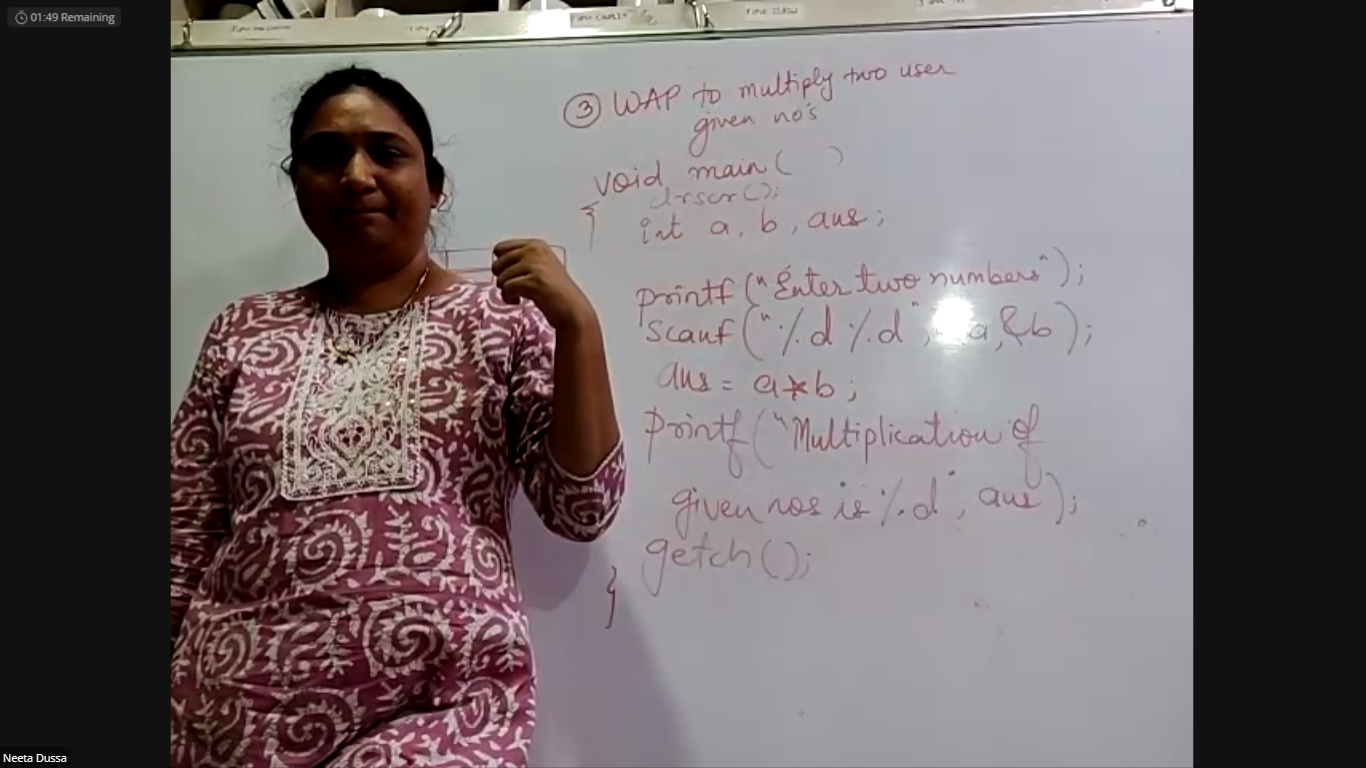 01:49 Remaining
③ WAP to multiply two user
given no's
void main( )
clrscr();
{ int a, b, ans;
printf("Enter two numbers");
scanf("%d %d", a, &b);
ans = a*b;
printf("Multiplication of
given nos is %d", ans);
getch();
}
Neeta Dussa